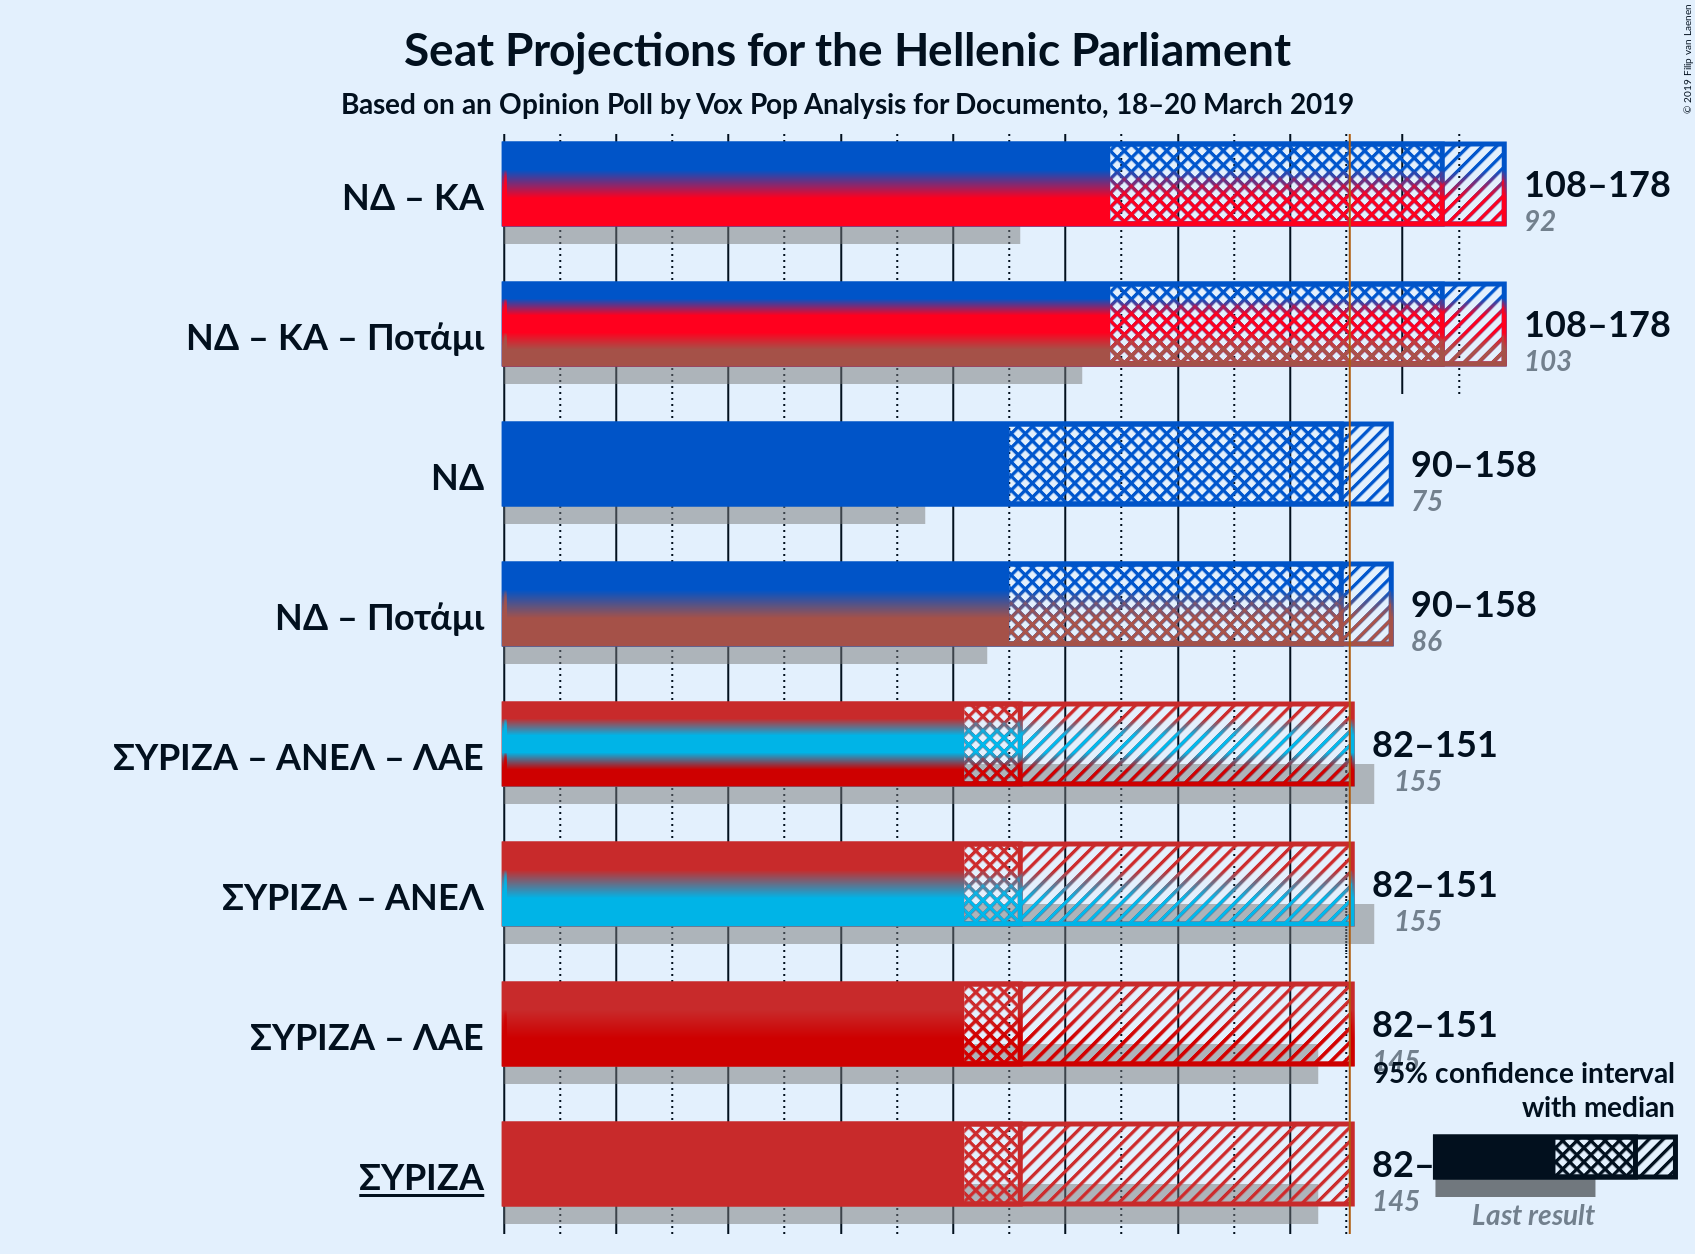 Seat Projections for the Hellenic Parliament
Based on an Opinion Poll by Vox Pop Analysis for Documento, 18–20 March 2019
© 2019 Filip van Laenen
ΝΔ – ΚΑ
108–178
92
ΝΔ – ΚΑ – Ποτάμι
108–178
103
ΝΔ
90–158
75
ΝΔ – Ποτάμι
90–158
86
ΣΥΡΙΖΑ – ΑΝΕΛ – ΛΑΕ
82–151
155
ΣΥΡΙΖΑ – ΑΝΕΛ
82–151
155
ΣΥΡΙΖΑ – ΛΑΕ
82–151
145
95% confidence interval
with median
ΣΥΡΙΖΑ
82–
145
Last result